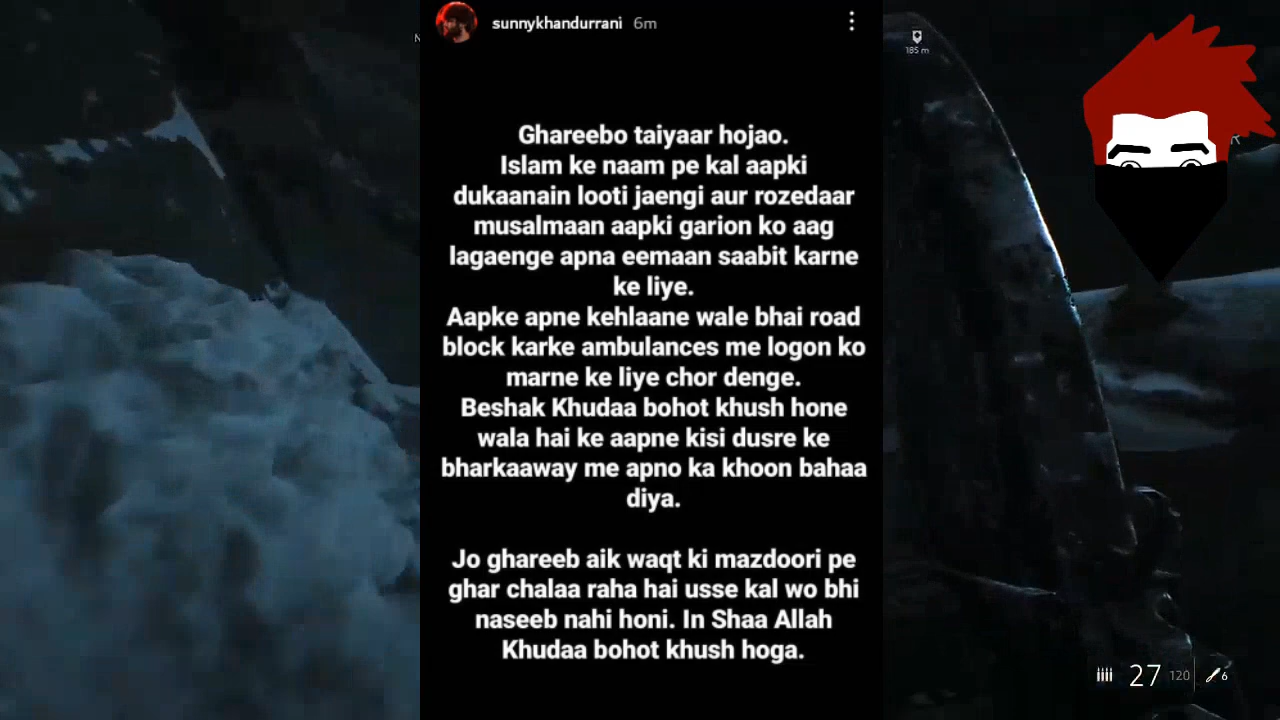 sunnykhandurrani 6m
N
185 m
R
Ghareebo taiyaar hojao.
Islam ke naam pe kal aapki
dukaanain looti jaengi aur rozedaar
musalmaan aapki garion ko aag
lagaenge apna eemaan saabit karne
ke liye.
Aapke apne kehlaane wale bhai road
block karke ambulances me logon ko
marne ke liye chor denge.
Beshak Khudaa bohot khush hone
wala hai ke aapne kisi dusre ke
bharkaaway me apno ka khoon bahaa
diya.
Jo ghareeb aik waqt ki mazdoori pe
ghar chalaa raha hai usse kal wo bhi
naseeb nahi honi. In Shaa Allah
Khudaa bohot khush hoga.
27 120 6